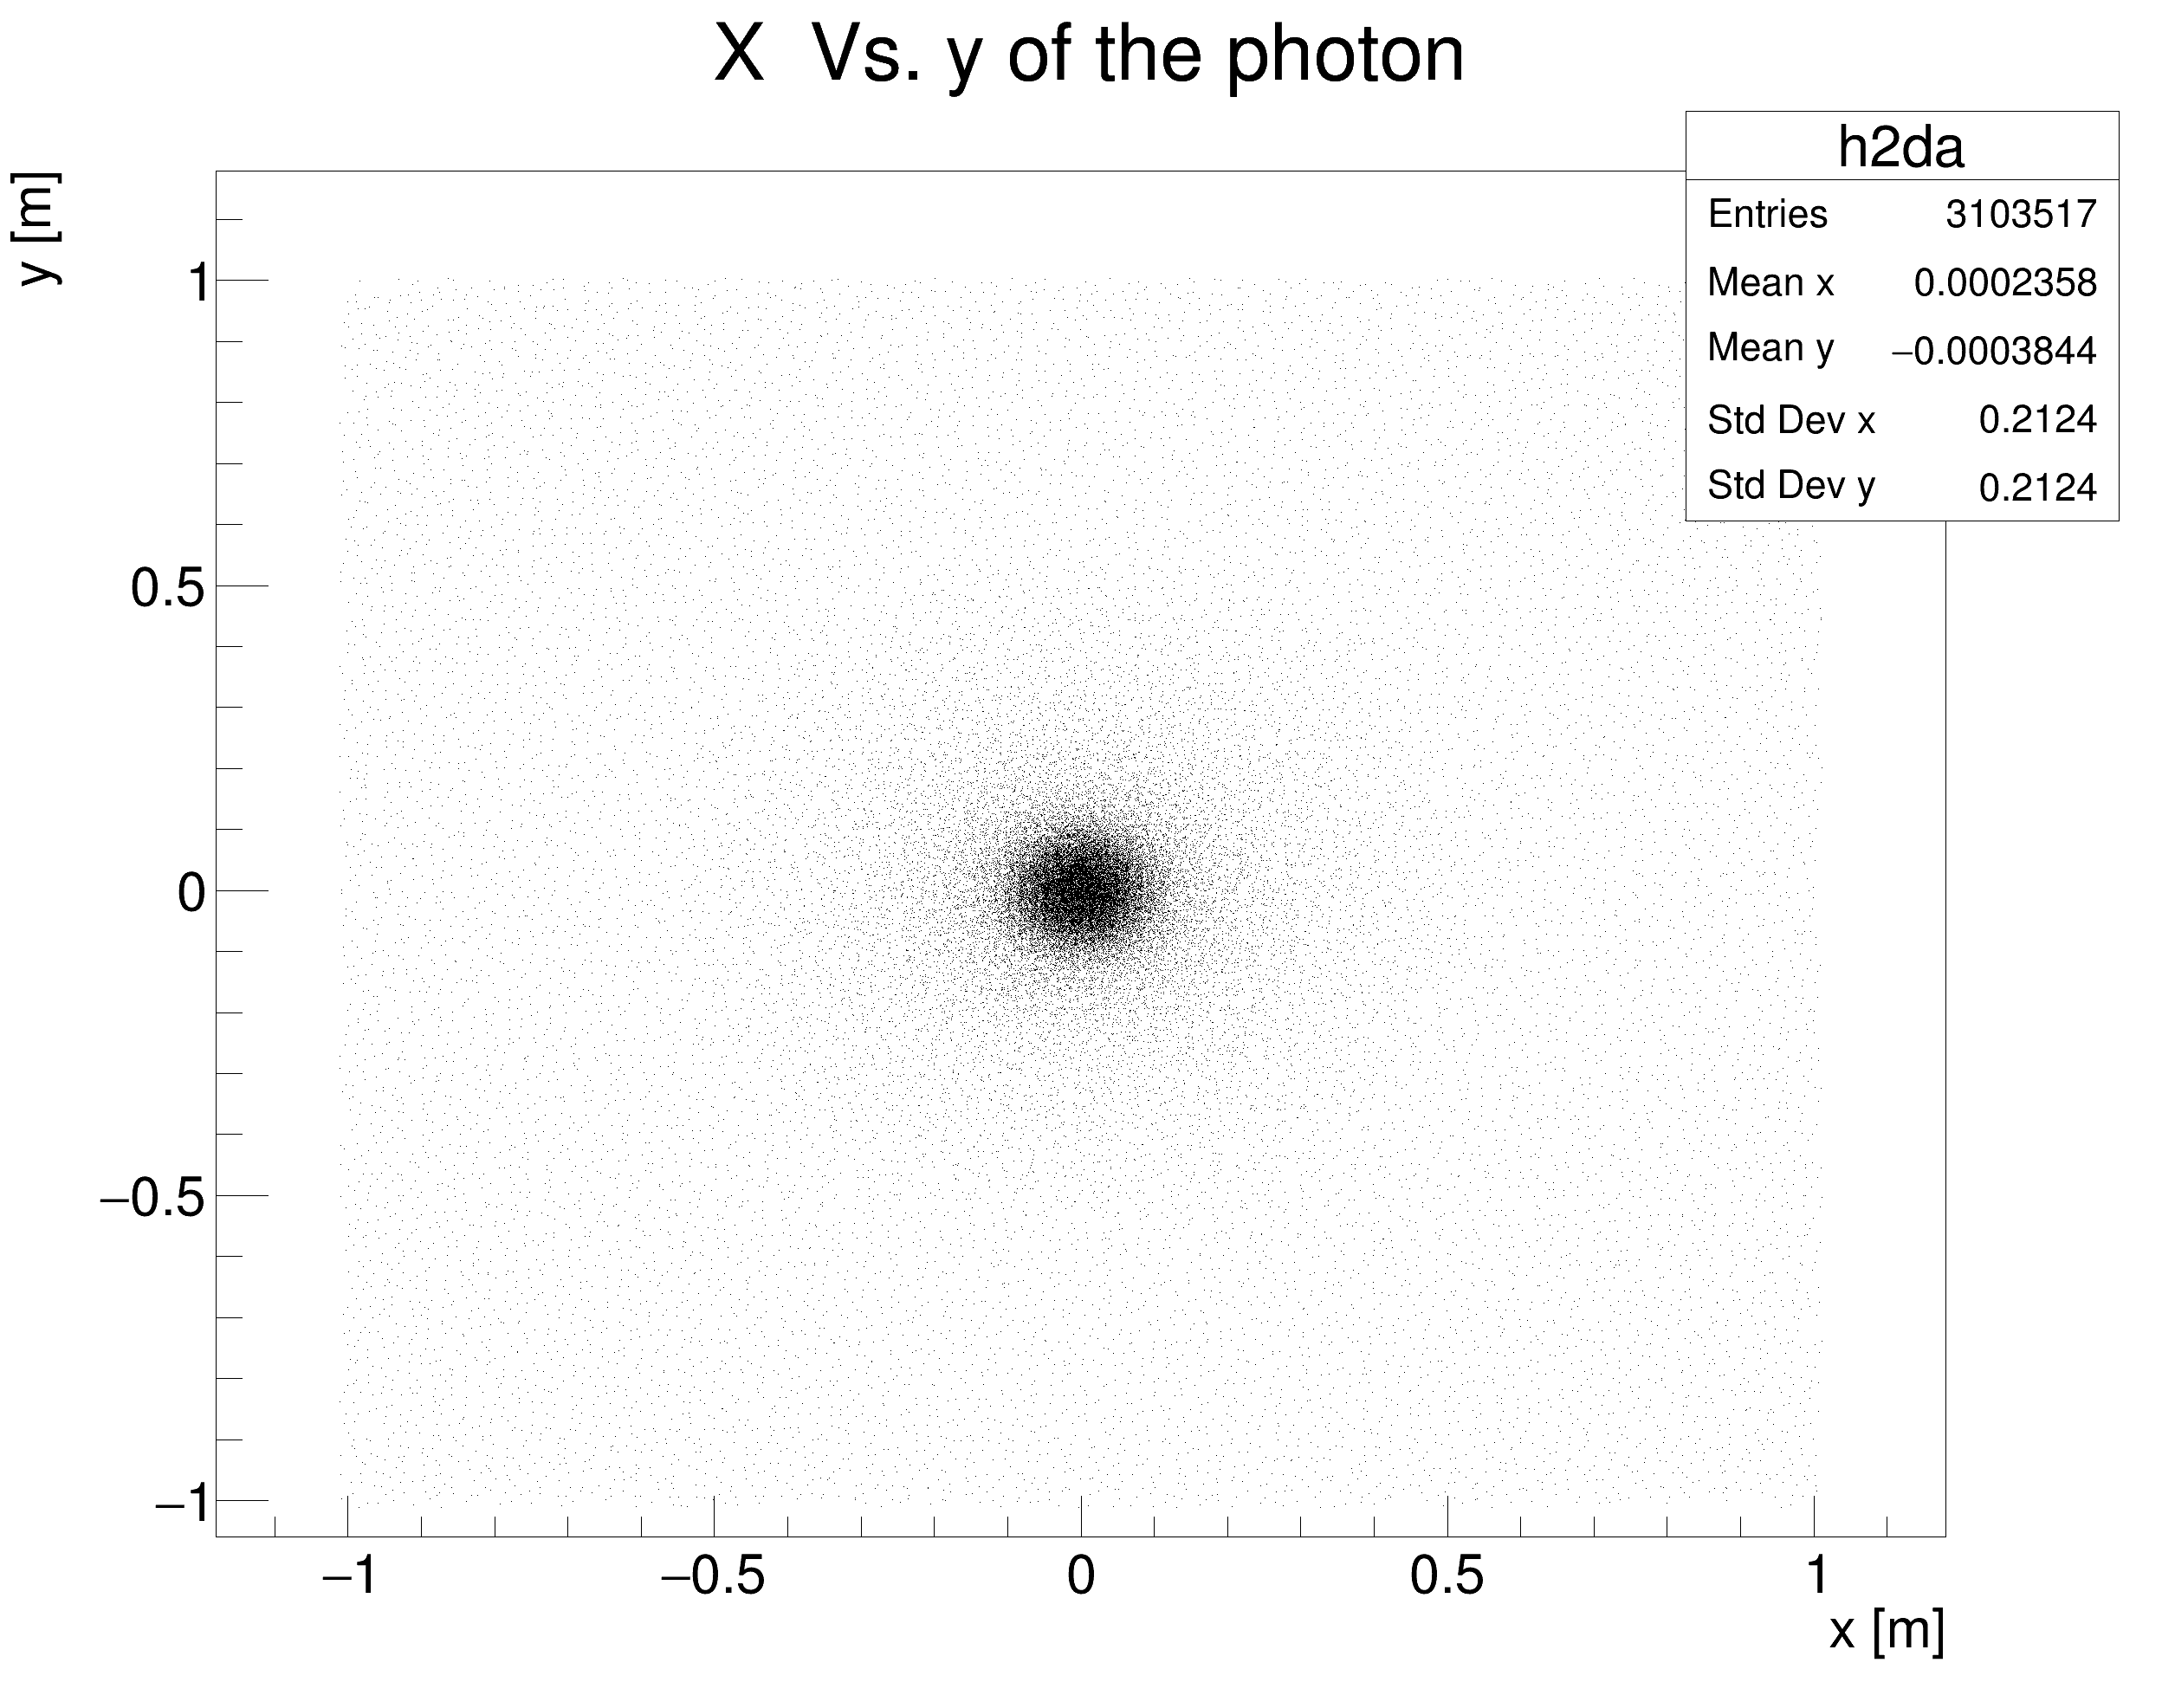 X  Vs. y of the photon
h2da
Entries 3103517
Mean x 0.0002358
Mean y −0.0003844
Std Dev x 0.2124
Std Dev y 0.2124
y [m]
1
0.5
0
−0.5
−1
−1 −0.5 0 0.5 1
x [m]